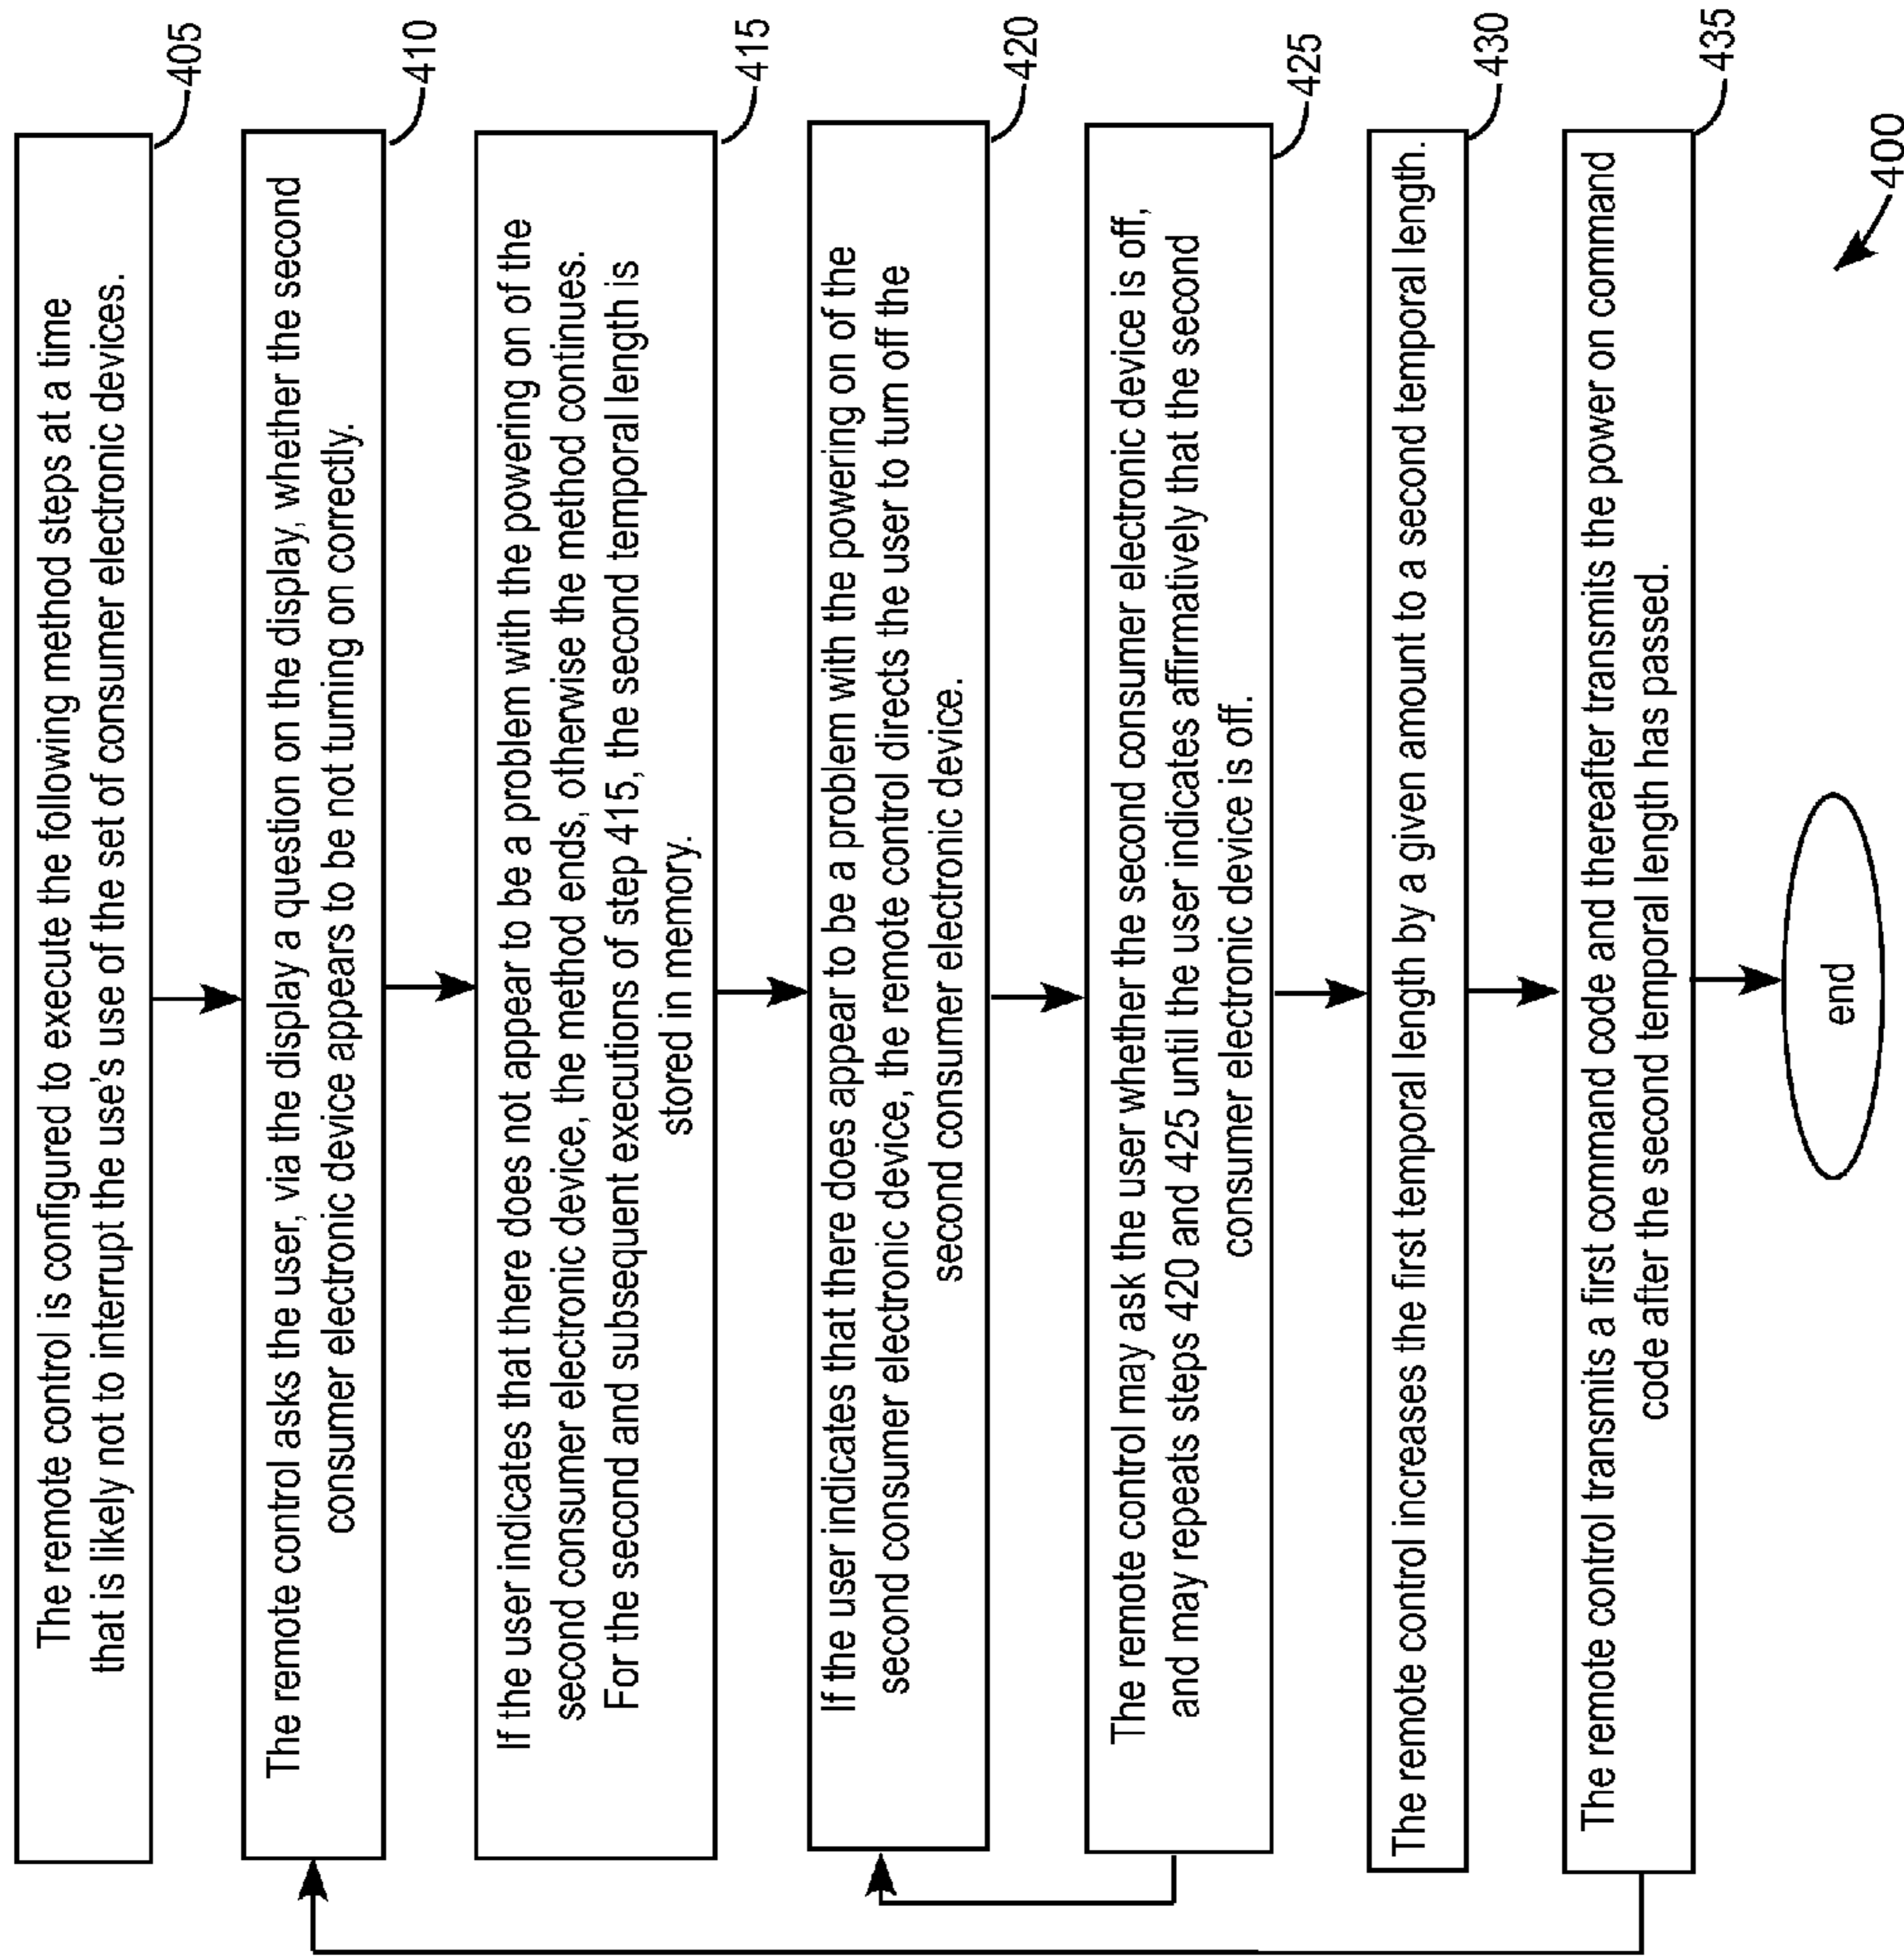 The remote control is configured to execute the following method steps at a time
that is likely not to interrupt the use's use of the set of consumer electronic devices.
405
The remote control asks the user, via the display a question on the display, whether the second
consumer electronic device appears to be not turning on correctly.
410
If the user indicates that there does not appear to be a problem with the powering on of the
second consumer electronic device, the method ends, otherwise the method continues.
For the second and subsequent executions of step 415, the second temporal length is
stored in memory.
415
If the user indicates that there does appear to be a problem with the powering on of the
second consumer electronic device, the remote control directs the user to turn off the
second consumer electronic device.
420
The remote control may ask the user whether the second consumer electronic device is off,
and may repeats steps 420 and 425 until the user indicates affirmatively that the second
consumer electronic device is off.
425
The remote control increases the first temporal length by a given amount to a second temporal length.
430
The remote control transmits a first command code and thereafter transmits the power on command
code after the second temporal length has passed.
435
end
400